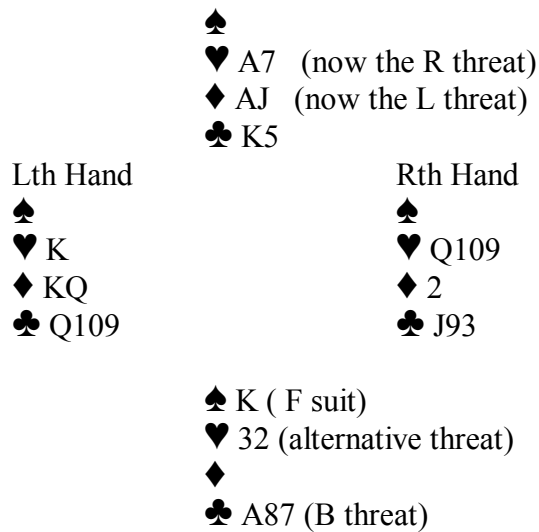 ♠
♥ A7 (now the R threat)
♦ AJ (now the L threat)
♣ K5
Lth Hand Rth Hand
♠ ♠
♥ K ♥ Q109
♦ KQ ♦ 2
♣ Q109 ♣ J93
♠ K ( F suit)
♥ 32 (alternative threat)
♦
♣ A87 (B threat)